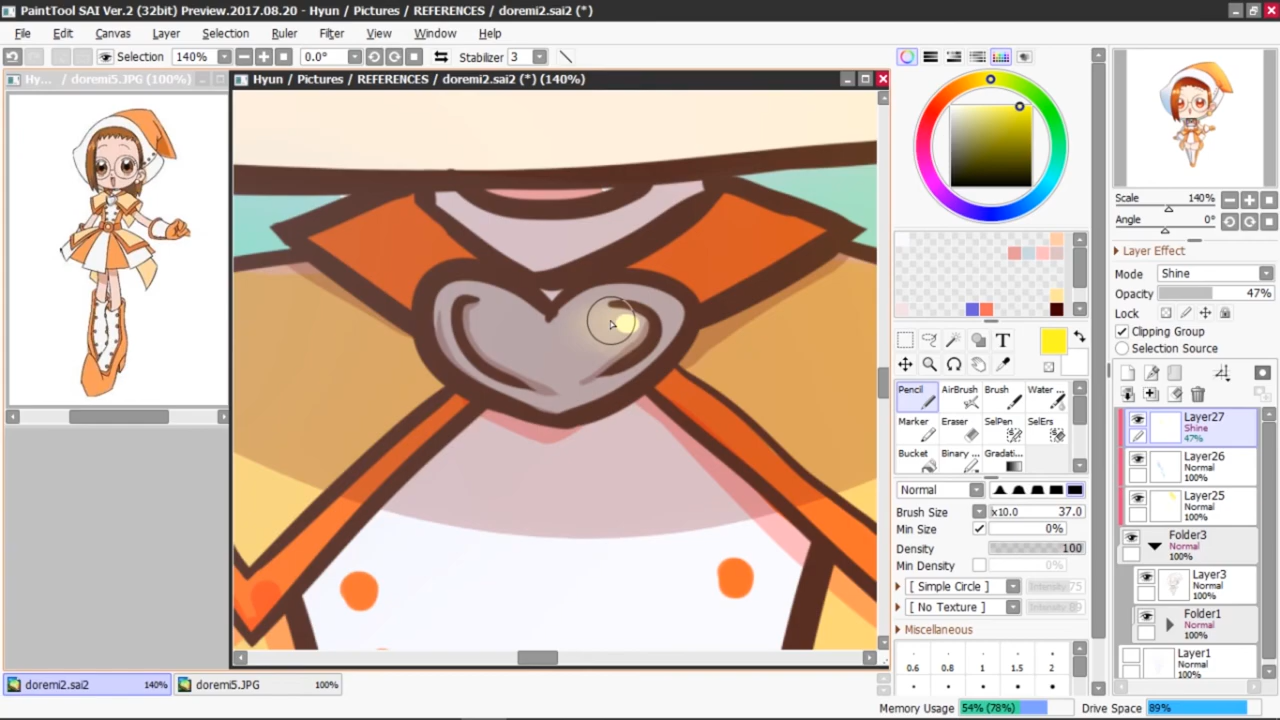 PaintTool SAI Ver.2 (32bit) Preview.2017.08.20 - Hyun / Pictures / REFERENCES / doremi2.sai2 (*)
File Edit Canvas Layer Selection Ruler Filter View Window Help
Selection 140% 0.0° Stabilizer 3
Hy... / doremi5.JPG (100%)
Hyun / Pictures / REFERENCES / doremi2.sai2 (*) (140%)
Scale 140%
Angle 0°
Layer Effect
Mode Shine
Opacity 47%
Lock
Clipping Group
Selection Source
T
Pencil AirBrush Brush Water ...
Marker Eraser SelPen SelErs
Bucket Binary ... Gradati...
Normal
Brush Size x10.0 37.0
Min Size 0%
Density 100
Min Density 0%
[ Simple Circle ] Intensity 75
[ No Texture ]
Miscellaneous
0.6 0.8 1 1.5 2
Layer27
Shine
47%
Layer26
Normal
100%
Layer25
Normal
100%
Folder3
Normal
100%
Layer3
Normal
100%
Folder1
Normal
100%
Layer1
Normal
100%
doremi2.sai2 140% doremi5.JPG 100%
Memory Usage 54% (78%) Drive Space 89%